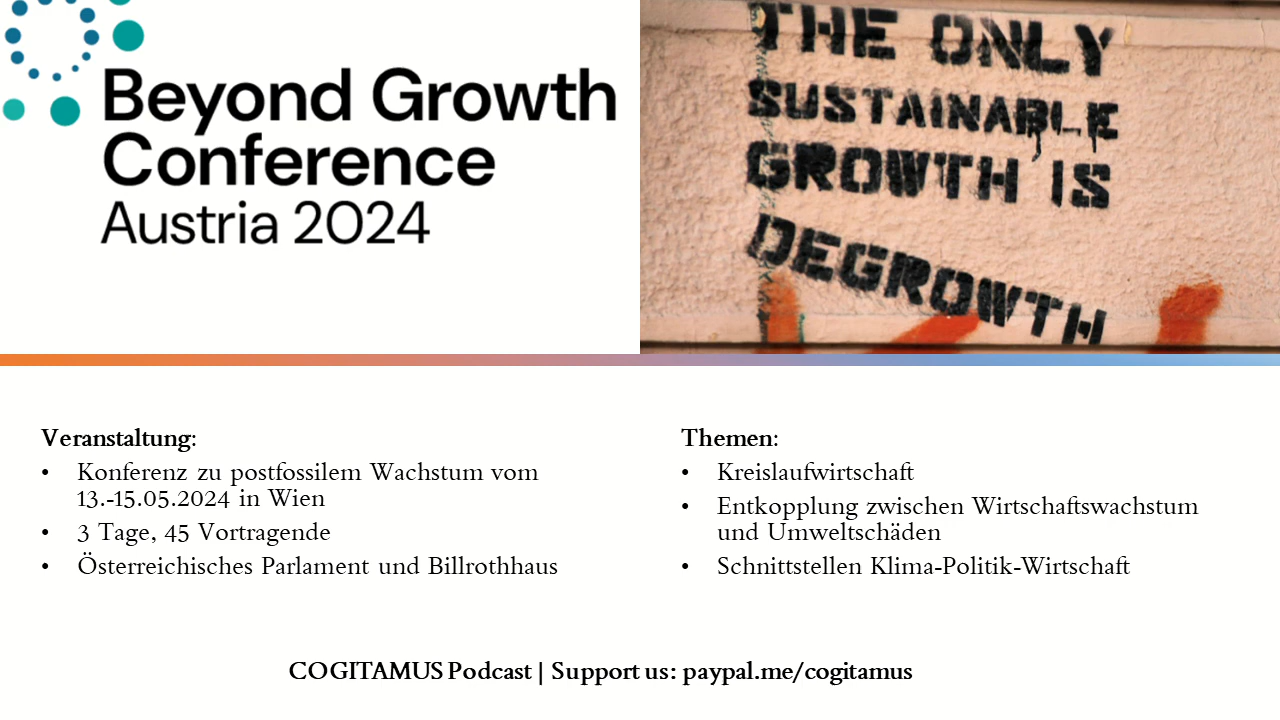 Beyond Growth
Conference
Austria 2024
THE ONLY
SUSTAINABLE
GROWTH IS
DEGROWTH
Veranstaltung:
• Konferenz zu postfossilem Wachstum vom
13.-15.05.2024 in Wien
• 3 Tage, 45 Vortragende
• Österreichisches Parlament und Billrothhaus
Themen:
• Kreislaufwirtschaft
• Entkopplung zwischen Wirtschaftswachstum
und Umweltschäden
• Schnittstellen Klima-Politik-Wirtschaft
COGITAMUS Podcast | Support us: paypal.me/cogitamus